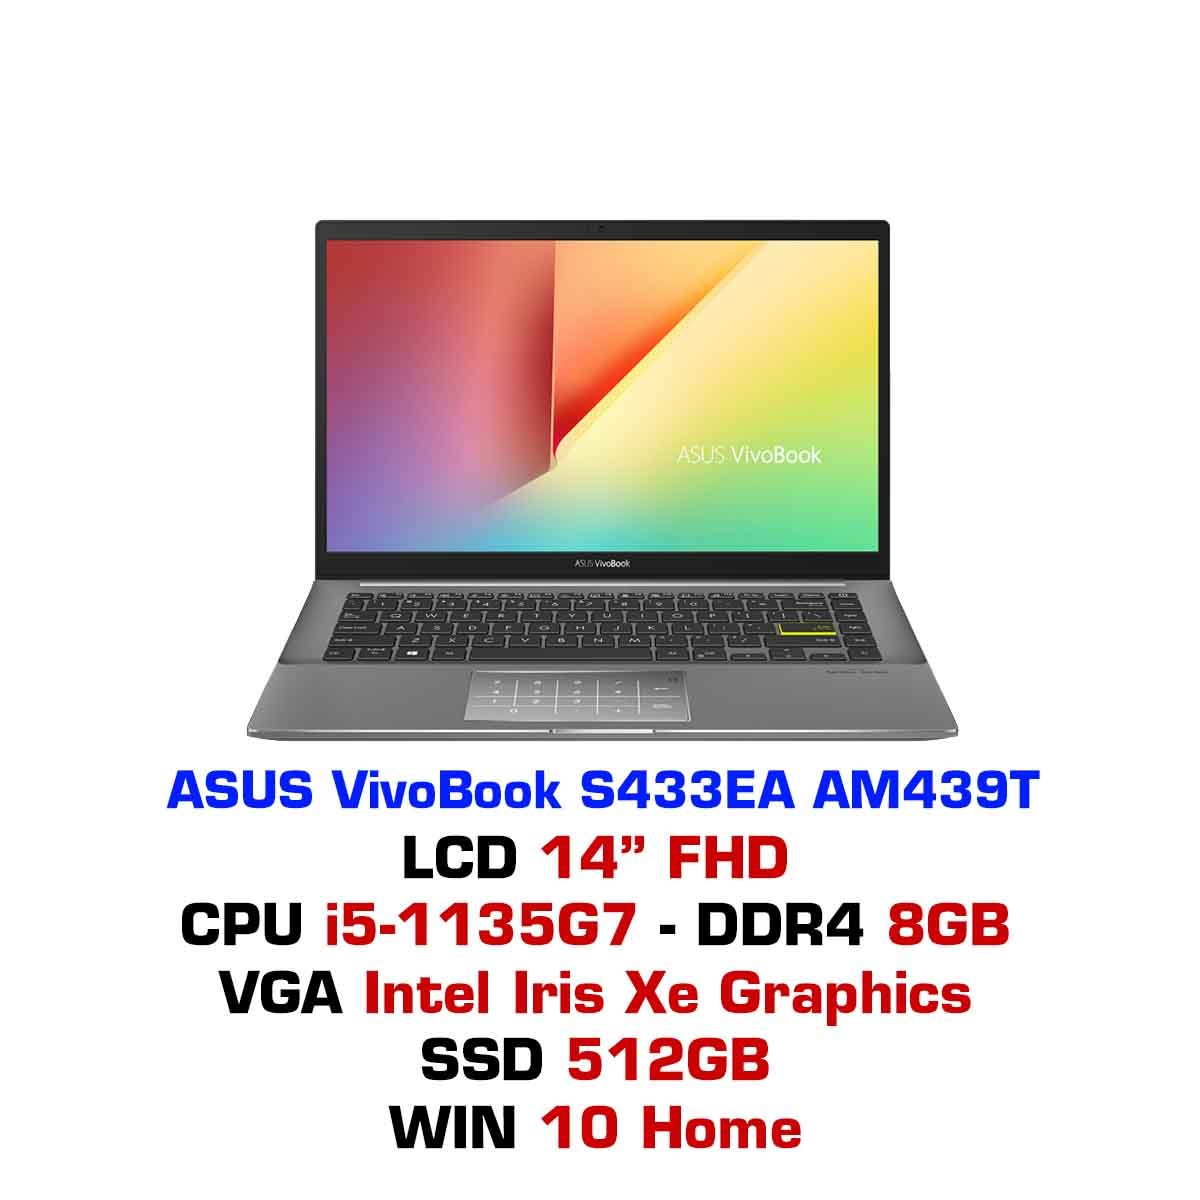 ASUS VivoBook
ASUS VivoBook
ASUS VivoBook S433EA AM439T
LCD 14” FHD
CPU i5-1135G7 - DDR4 8GB
VGA Intel Iris Xe Graphics
SSD 512GB
WIN 10 Home